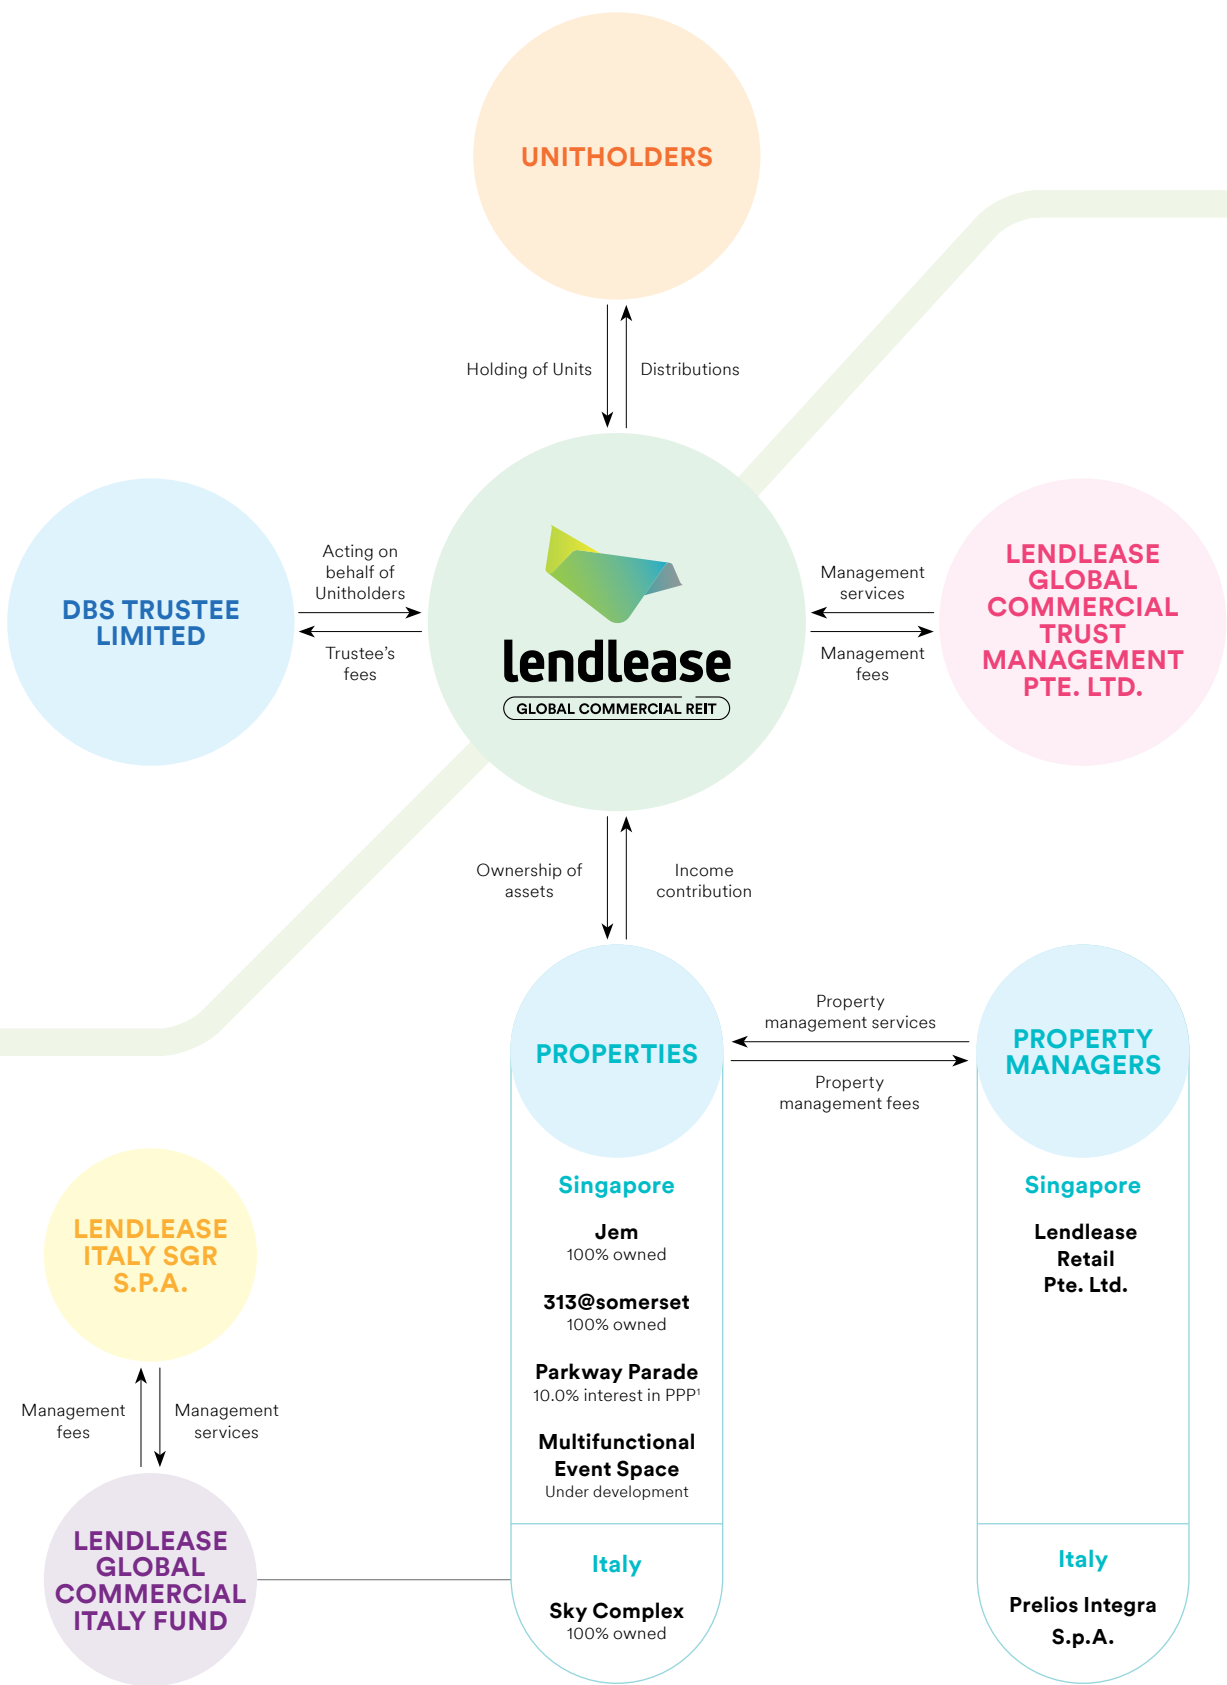 UNITHOLDERS
Holding of Units
Distributions
DBS TRUSTEE
LIMITED
Acting on
behalf of
Unitholders
Trustee’s
fees
lendlease
GLOBAL COMMERCIAL REIT
Management
services
Management
fees
LENDLEASE
GLOBAL
COMMERCIAL
TRUST
MANAGEMENT
PTE. LTD.
Ownership of
assets
Income
contribution
PROPERTIES
Property
management services
Property
management fees
PROPERTY
MANAGERS
Singapore
Jem
100% owned
313@somerset
100% owned
Parkway Parade
10.0% interest in PPP¹
Multifunctional
Event Space
Under development
Italy
Sky Complex
100% owned
Singapore
Lendlease
Retail
Pte. Ltd.
Italy
Prelios Integra
S.p.A.
LENDLEASE
ITALY SGR
S.P.A.
Management
fees
Management
services
LENDLEASE
GLOBAL
COMMERCIAL
ITALY FUND